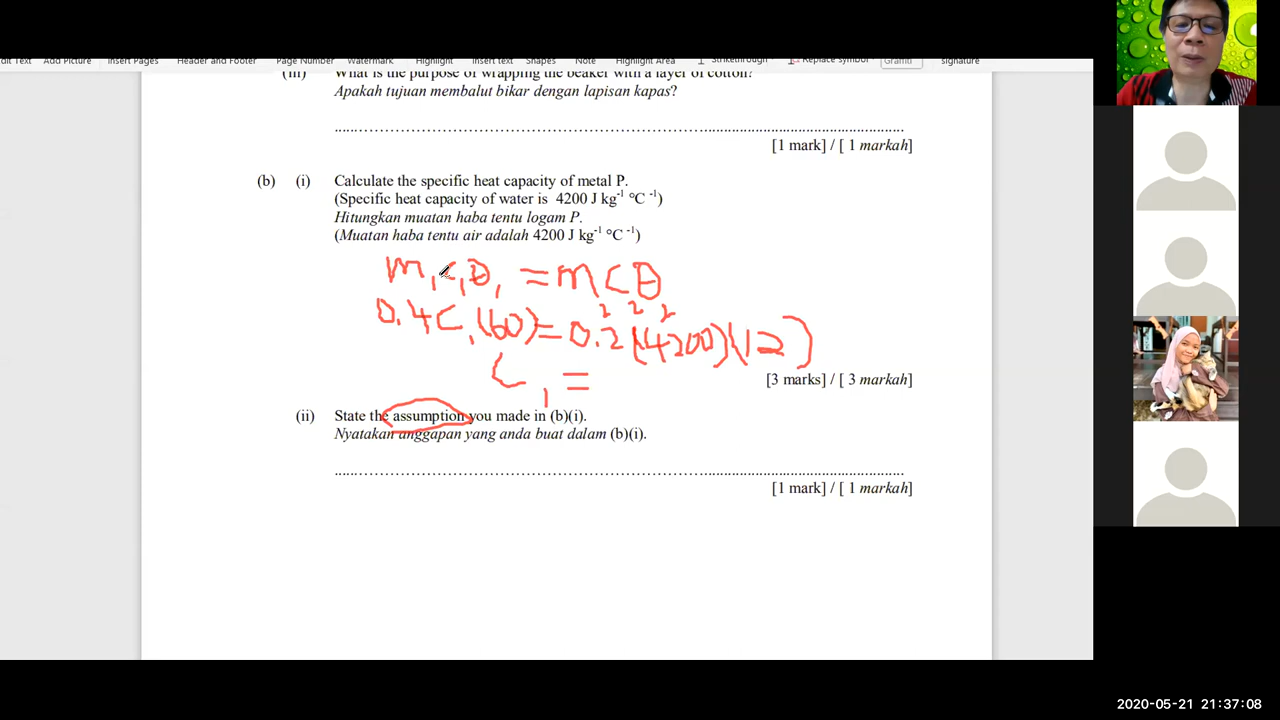 dit Text Add Picture Insert Pages Header and Footer Page Number Watermark Highlight Insert text Shapes Note Highlight Area Strikethrough Replace symbol Graffiti signature
(iii) What is the purpose of wrapping the beaker with a layer of cotton?
Apakah tujuan membalut bikar dengan lapisan kapas?
[1 mark] / [ 1 markah]
(b) (i) Calculate the specific heat capacity of metal P.
(Specific heat capacity of water is 4200 J kg⁻¹ °C ⁻¹)
Hitungkan muatan haba tentu logam P.
(Muatan haba tentu air adalah 4200 J kg⁻¹ °C ⁻¹)
m₁c₁θ₁ = m₂c₂θ₂
0.4c₁(60) = 0.2(4200)(12)
c₁ =
[3 marks] / [ 3 markah]
(ii) State the assumption you made in (b)(i).
Nyatakan anggapan yang anda buat dalam (b)(i).
[1 mark] / [ 1 markah]
2020-05-21 21:37:08